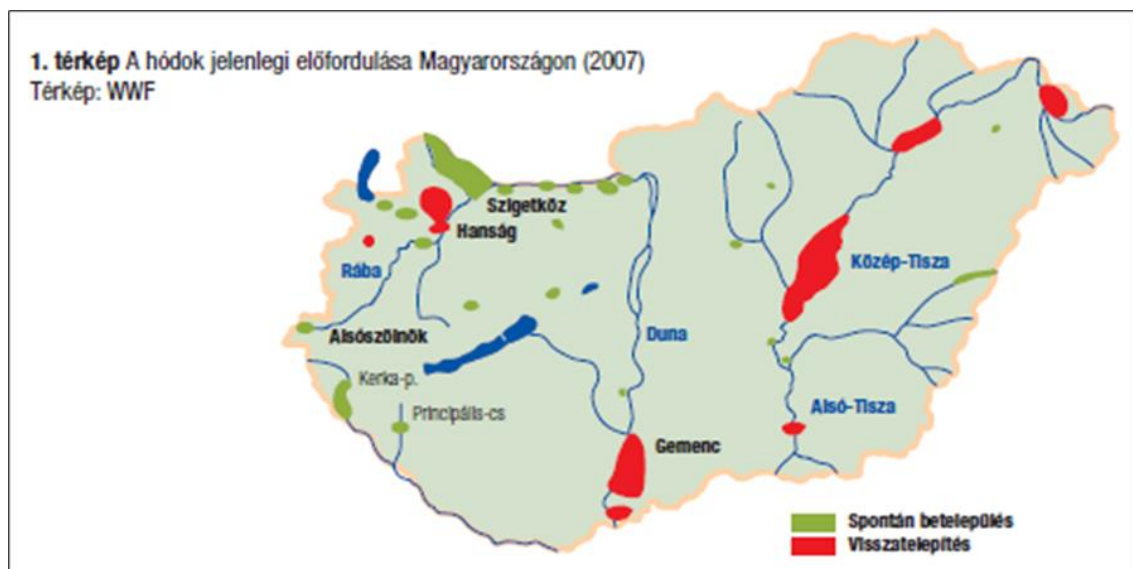 1. térkép A hódok jelenlegi előfordulása Magyarországon (2007)
Térkép: WWF
Szigetköz
Hanság
Rába
Közép-Tisza
Alsószölnök
Duna
Kerka-p.
Principális-cs
Alsó-Tisza
Gemenc
Spontán betelepülés
Visszatelepítés